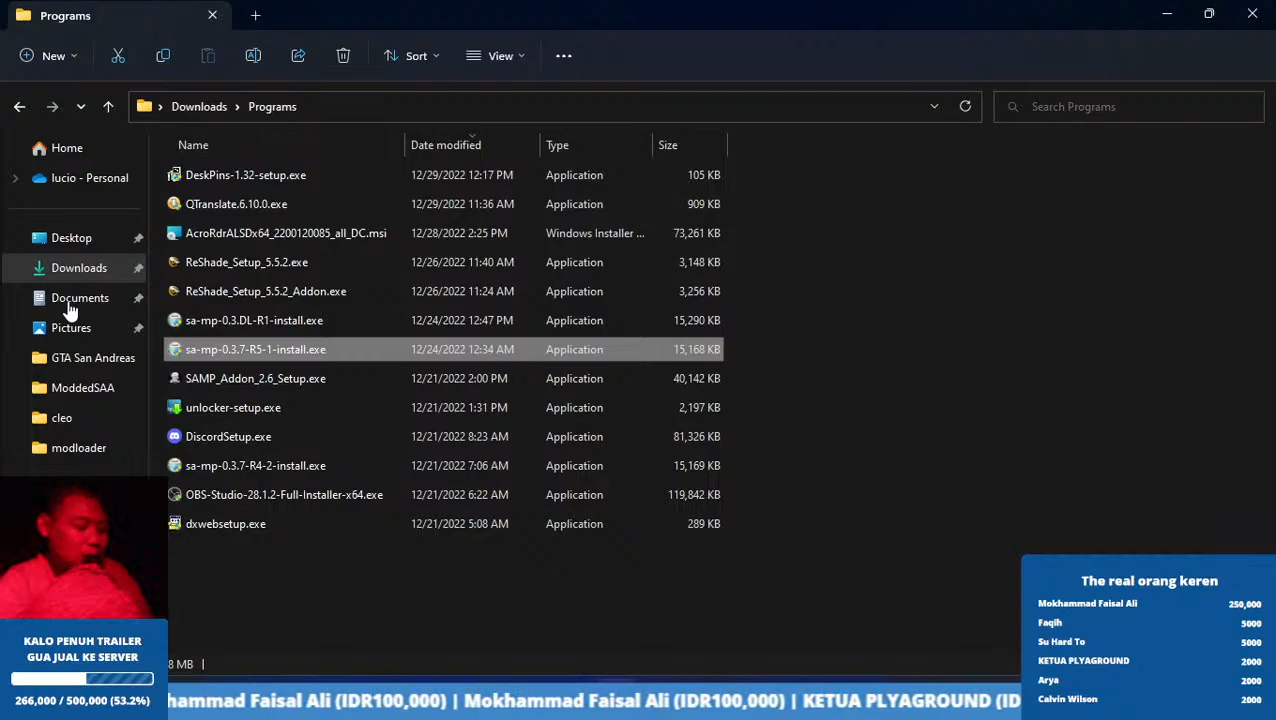 Programs
New
Sort
View
Downloads
Programs
Search Programs
Home
lucio - Personal
Desktop
Downloads
Documents
Pictures
GTA San Andreas
ModdedSAA
cleo
modloader
Name Date modified Type Size
DeskPins-1.32-setup.exe 12/29/2022 12:17 PM Application 105 KB
QTranslate.6.10.0.exe 12/29/2022 11:36 AM Application 909 KB
AcroRdrALSDx64_2200120085_all_DC.msi 12/28/2022 2:25 PM Windows Installer ... 73,261 KB
ReShade_Setup_5.5.2.exe 12/26/2022 11:40 AM Application 3,148 KB
ReShade_Setup_5.5.2_Addon.exe 12/26/2022 11:24 AM Application 3,256 KB
sa-mp-0.3.DL-R1-install.exe 12/24/2022 12:47 PM Application 15,290 KB
sa-mp-0.3.7-R5-1-install.exe 12/24/2022 12:34 AM Application 15,168 KB
SAMP_Addon_2.6_Setup.exe 12/21/2022 2:00 PM Application 40,142 KB
unlocker-setup.exe 12/21/2022 1:31 PM Application 2,197 KB
DiscordSetup.exe 12/21/2022 8:23 AM Application 81,326 KB
sa-mp-0.3.7-R4-2-install.exe 12/21/2022 7:06 AM Application 15,169 KB
OBS-Studio-28.1.2-Full-Installer-x64.exe 12/21/2022 6:22 AM Application 119,842 KB
dxwebsetup.exe 12/21/2022 5:08 AM Application 289 KB
The real orang keren
Mokhammad Faisal Ali 250,000
Faqih 5000
Su Hard To 5000
KETUA PLYAGROUND 2000
Arya 2000
Calvin Wilson 2000
KALO PENUH TRAILER
GUA JUAL KE SERVER
266,000 / 500,000 (53.2%)
8 MB
hammad Faisal Ali (IDR100,000) | Mokhammad Faisal Ali (IDR100,000) | KETUA PLYAGROUND (ID